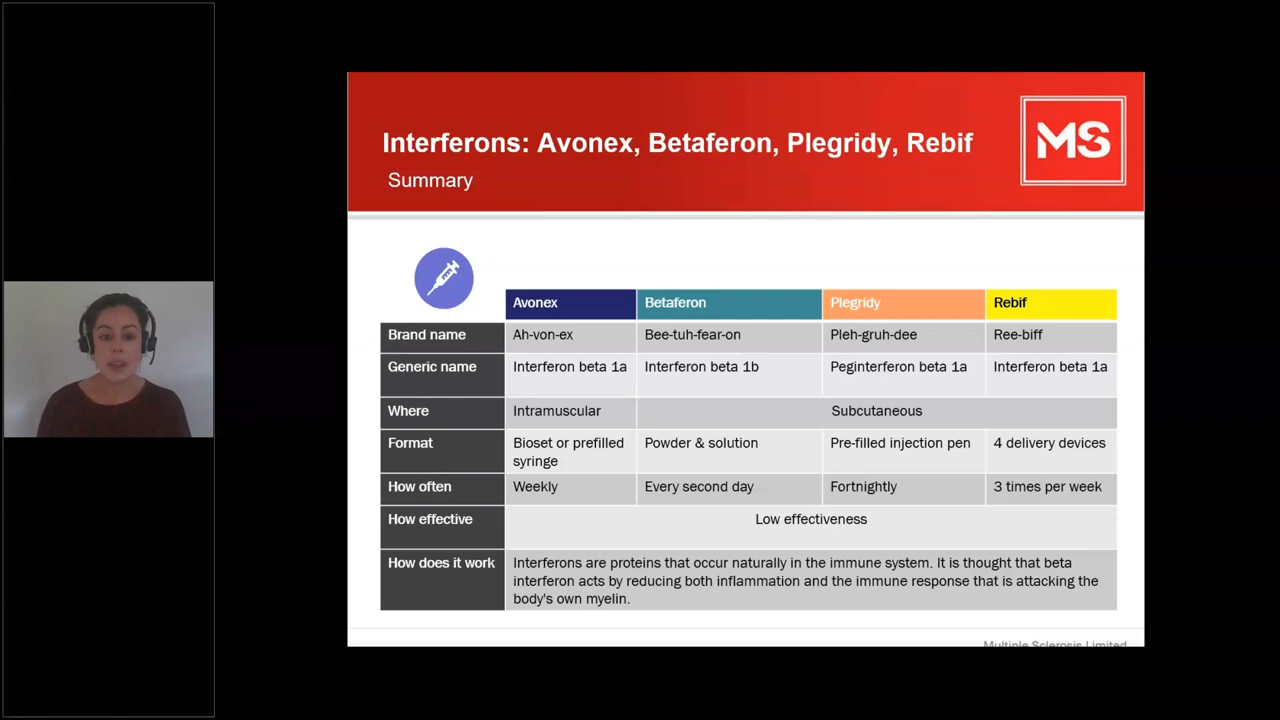 Interferons: Avonex, Betaferon, Plegridy, Rebif
MS
Summary
Avonex Betaferon Plegridy Rebif
Brand name Ah-von-ex Bee-tuh-fear-on Pleh-gruh-dee Ree-biff
Generic name Interferon beta 1a Interferon beta 1b Peginterferon beta 1a Interferon beta 1a
Where Intramuscular Subcutaneous
Format Bioset or prefilled Powder & solution Pre-filled injection pen 4 delivery devices
syringe
How often Weekly Every second day Fortnightly 3 times per week
How effective Low effectiveness
How does it work Interferons are proteins that occur naturally in the immune system. It is thought that beta
interferon acts by reducing both inflammation and the immune response that is attacking the
body's own myelin.
Multiple Sclerosis Limited